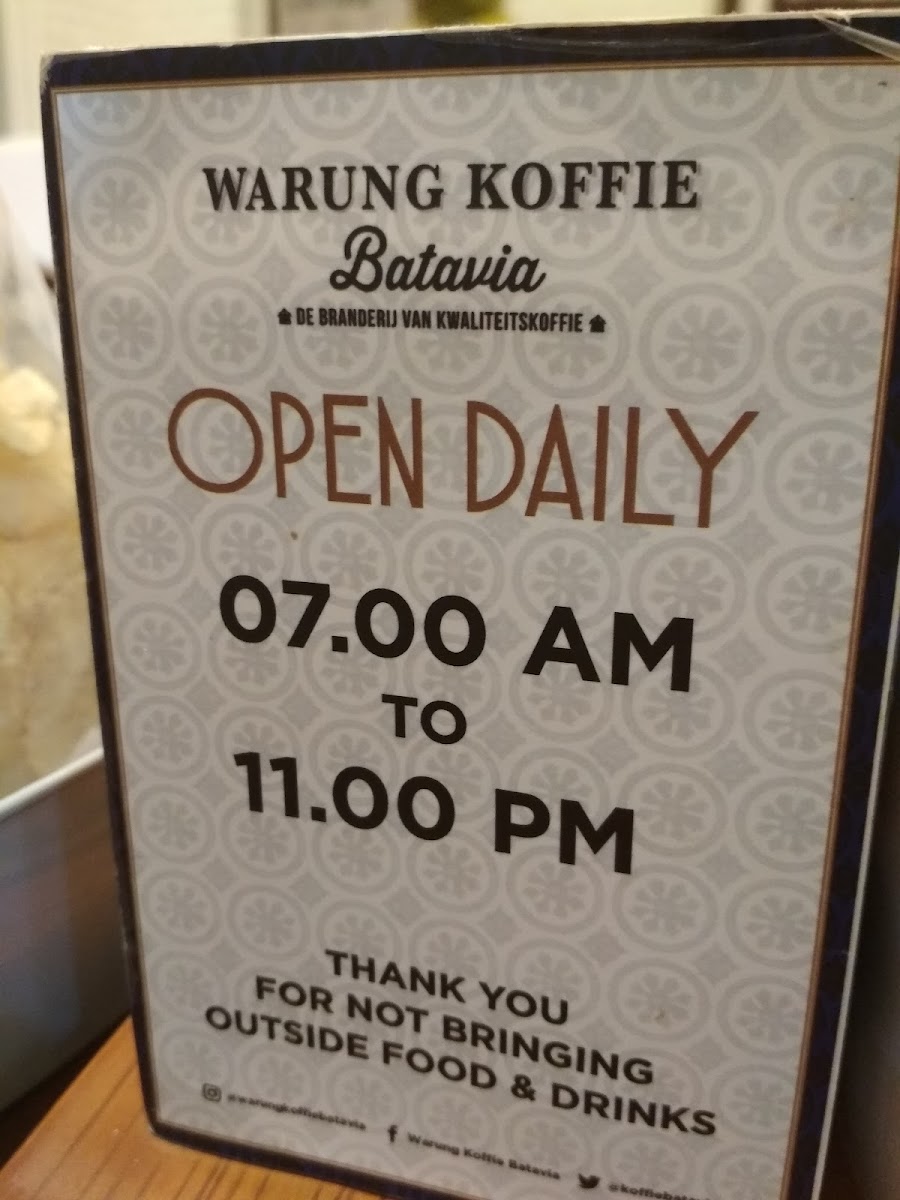 WARUNG KOFFIE
Batavia
DE BRANDERIJ VAN KWALITEITSKOFFIE
OPEN DAILY
07.00 AM
TO
11.00 PM
THANK YOU
FOR NOT BRINGING
OUTSIDE FOOD & DRINKS
@warungkoffiebatavia Warung Koffie Batavia